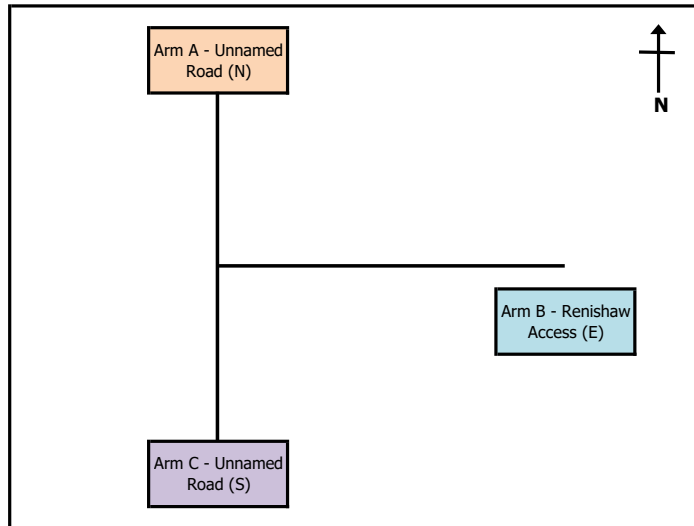 Arm A - Unnamed
Road (N)
N
Arm B - Renishaw
Access (E)
Arm C - Unnamed
Road (S)